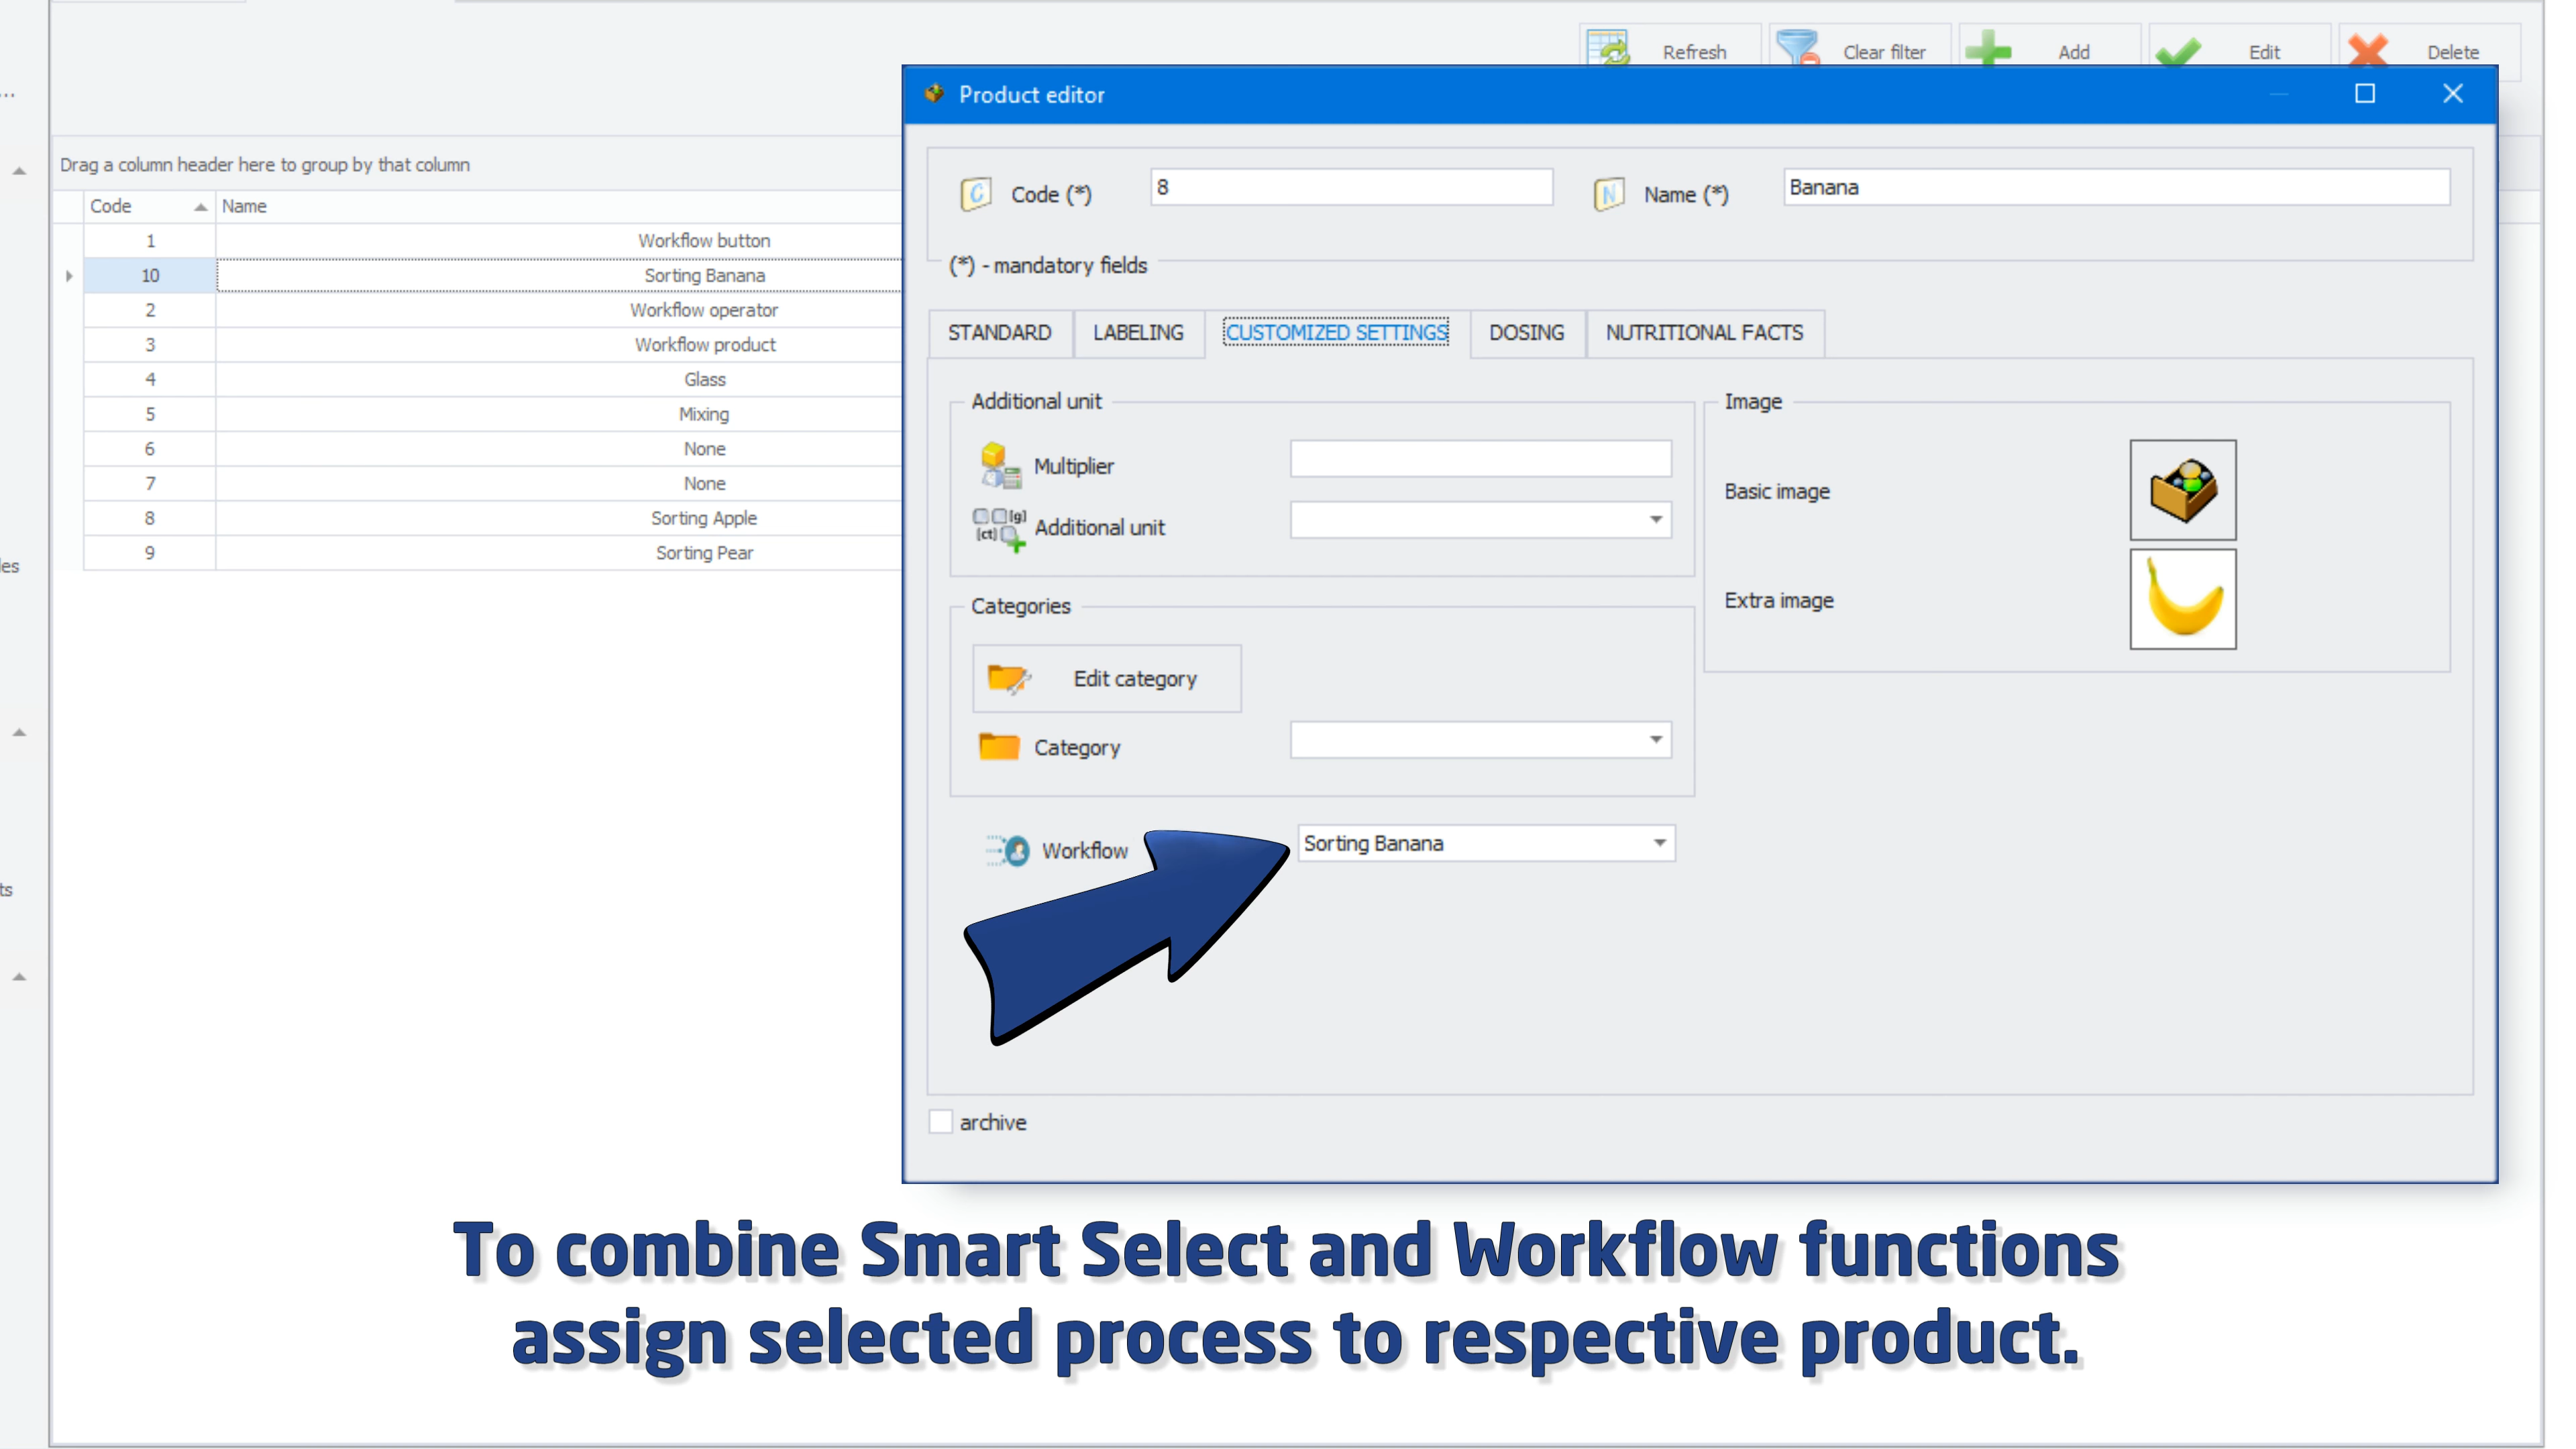 Refresh
Clear filter
Add
Edit
Delete
...
Product editor
Drag a column header here to group by that column
Code (*)
8
Name (*)
Banana
(*) - mandatory fields
Code
Name
1
Workflow button
10
Sorting Banana
2
Workflow operator
3
Workflow product
4
Glass
5
Mixing
6
None
7
None
8
Sorting Apple
9
Sorting Pear
STANDARD
LABELING
CUSTOMIZED SETTINGS
DOSING
NUTRITIONAL FACTS
Additional unit
Multiplier
[g]
[ct]
Additional unit
Image
Basic image
Extra image
Categories
Edit category
Category
Workflow
Sorting Banana
archive
To combine Smart Select and Workflow functions
assign selected process to respective product.